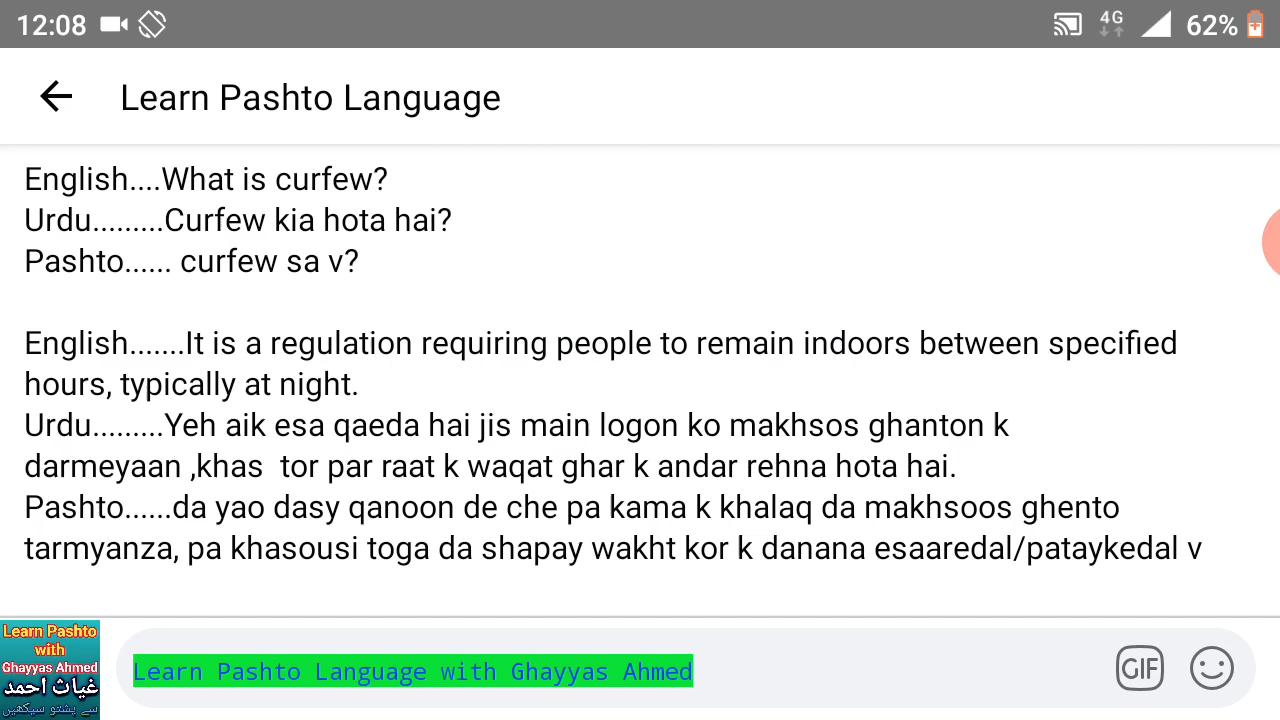 12:08
4G
62%
Learn Pashto Language
English....What is curfew?
Urdu.........Curfew kia hota hai?
Pashto...... curfew sa v?
English.......It is a regulation requiring people to remain indoors between specified
hours, typically at night.
Urdu.........Yeh aik esa qaeda hai jis main logon ko makhsos ghanton k
darmeyaan ,khas  tor par raat k waqat ghar k andar rehna hota hai.
Pashto......da yao dasy qanoon de che pa kama k khalaq da makhsoos ghento
tarmyanza, pa khasousi toga da shapay wakht kor k danana esaaredal/pataykedal v
Learn Pashto
with
Ghayyas Ahmed
غیاث احمد
سے پشتو سیکھیں
Learn Pashto Language with Ghayyas Ahmed
GIF